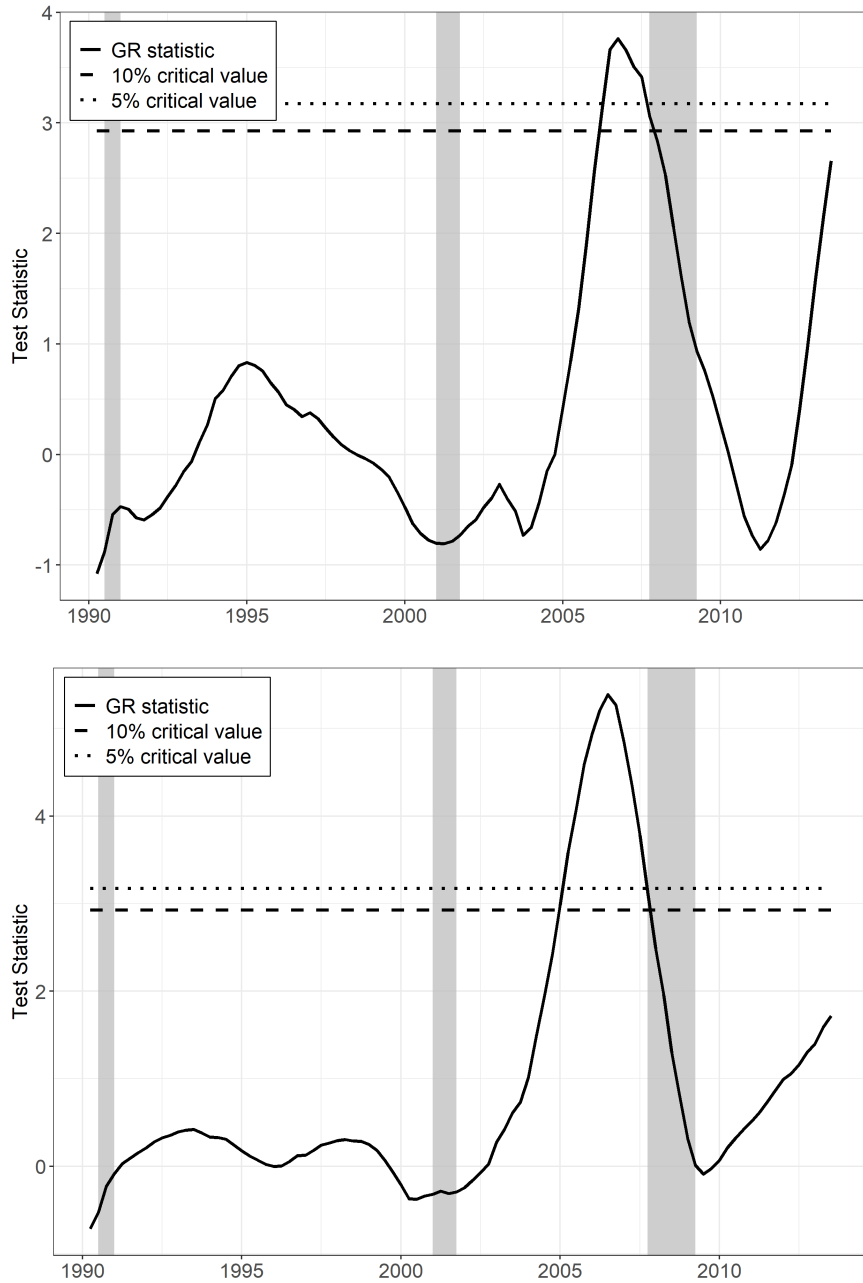 4
GR statistic
10% critical value
5% critical value
3
2
Test Statistic
1
0
-1
1990 1995 2000 2005 2010
GR statistic
10% critical value
5% critical value
4
Test Statistic
2
0
1990 1995 2000 2005 2010